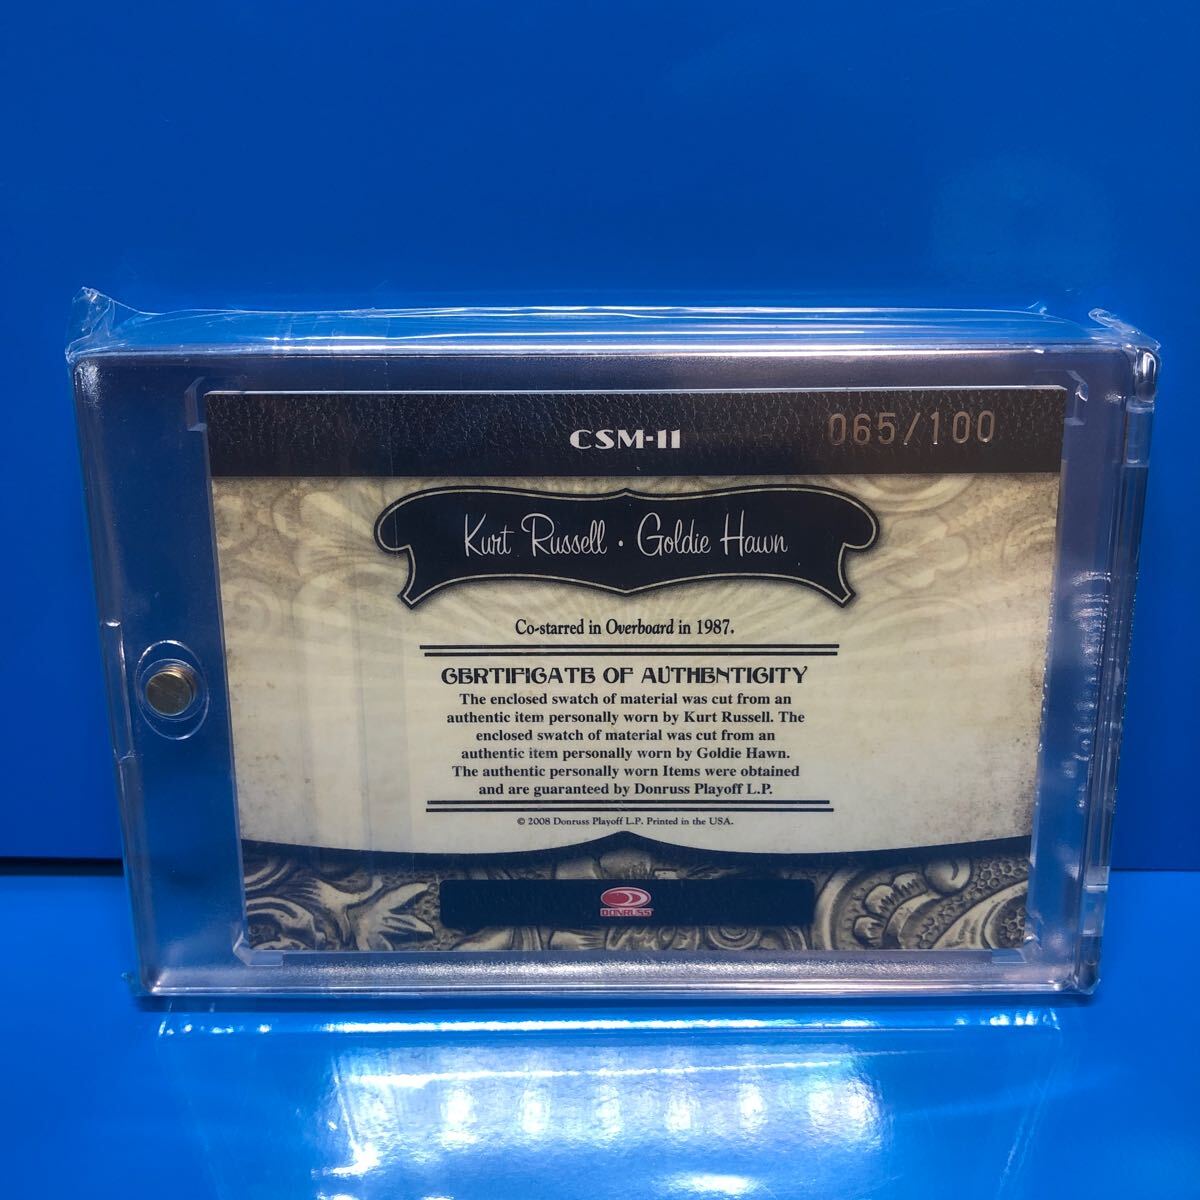 CSM-11
065/100
Kurt Russell · Goldie Hawn
Co-starred in Overboard in 1987.
CERTIFICATE OF AUTHENTICITY
The enclosed swatch of material was cut from an
authentic item personally worn by Kurt Russell. The
enclosed swatch of material was cut from an
authentic item personally worn by Goldie Hawn.
The authentic personally worn Items were obtained
and are guaranteed by Donruss Playoff L.P.
© 2008 Donruss Playoff L.P. Printed in the USA.
DONRUSS